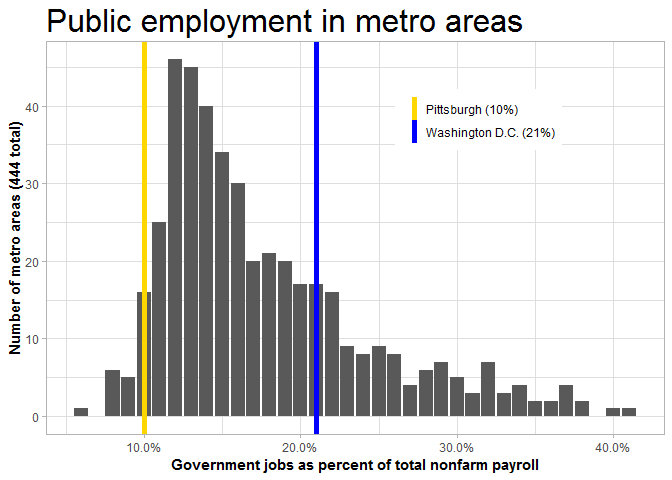 Public employment in metro areas
Number of metro areas (444 total)
40
30
20
10
0
Pittsburgh (10%)
Washington D.C. (21%)
10.0%
20.0%
30.0%
40.0%
Government jobs as percent of total nonfarm payroll